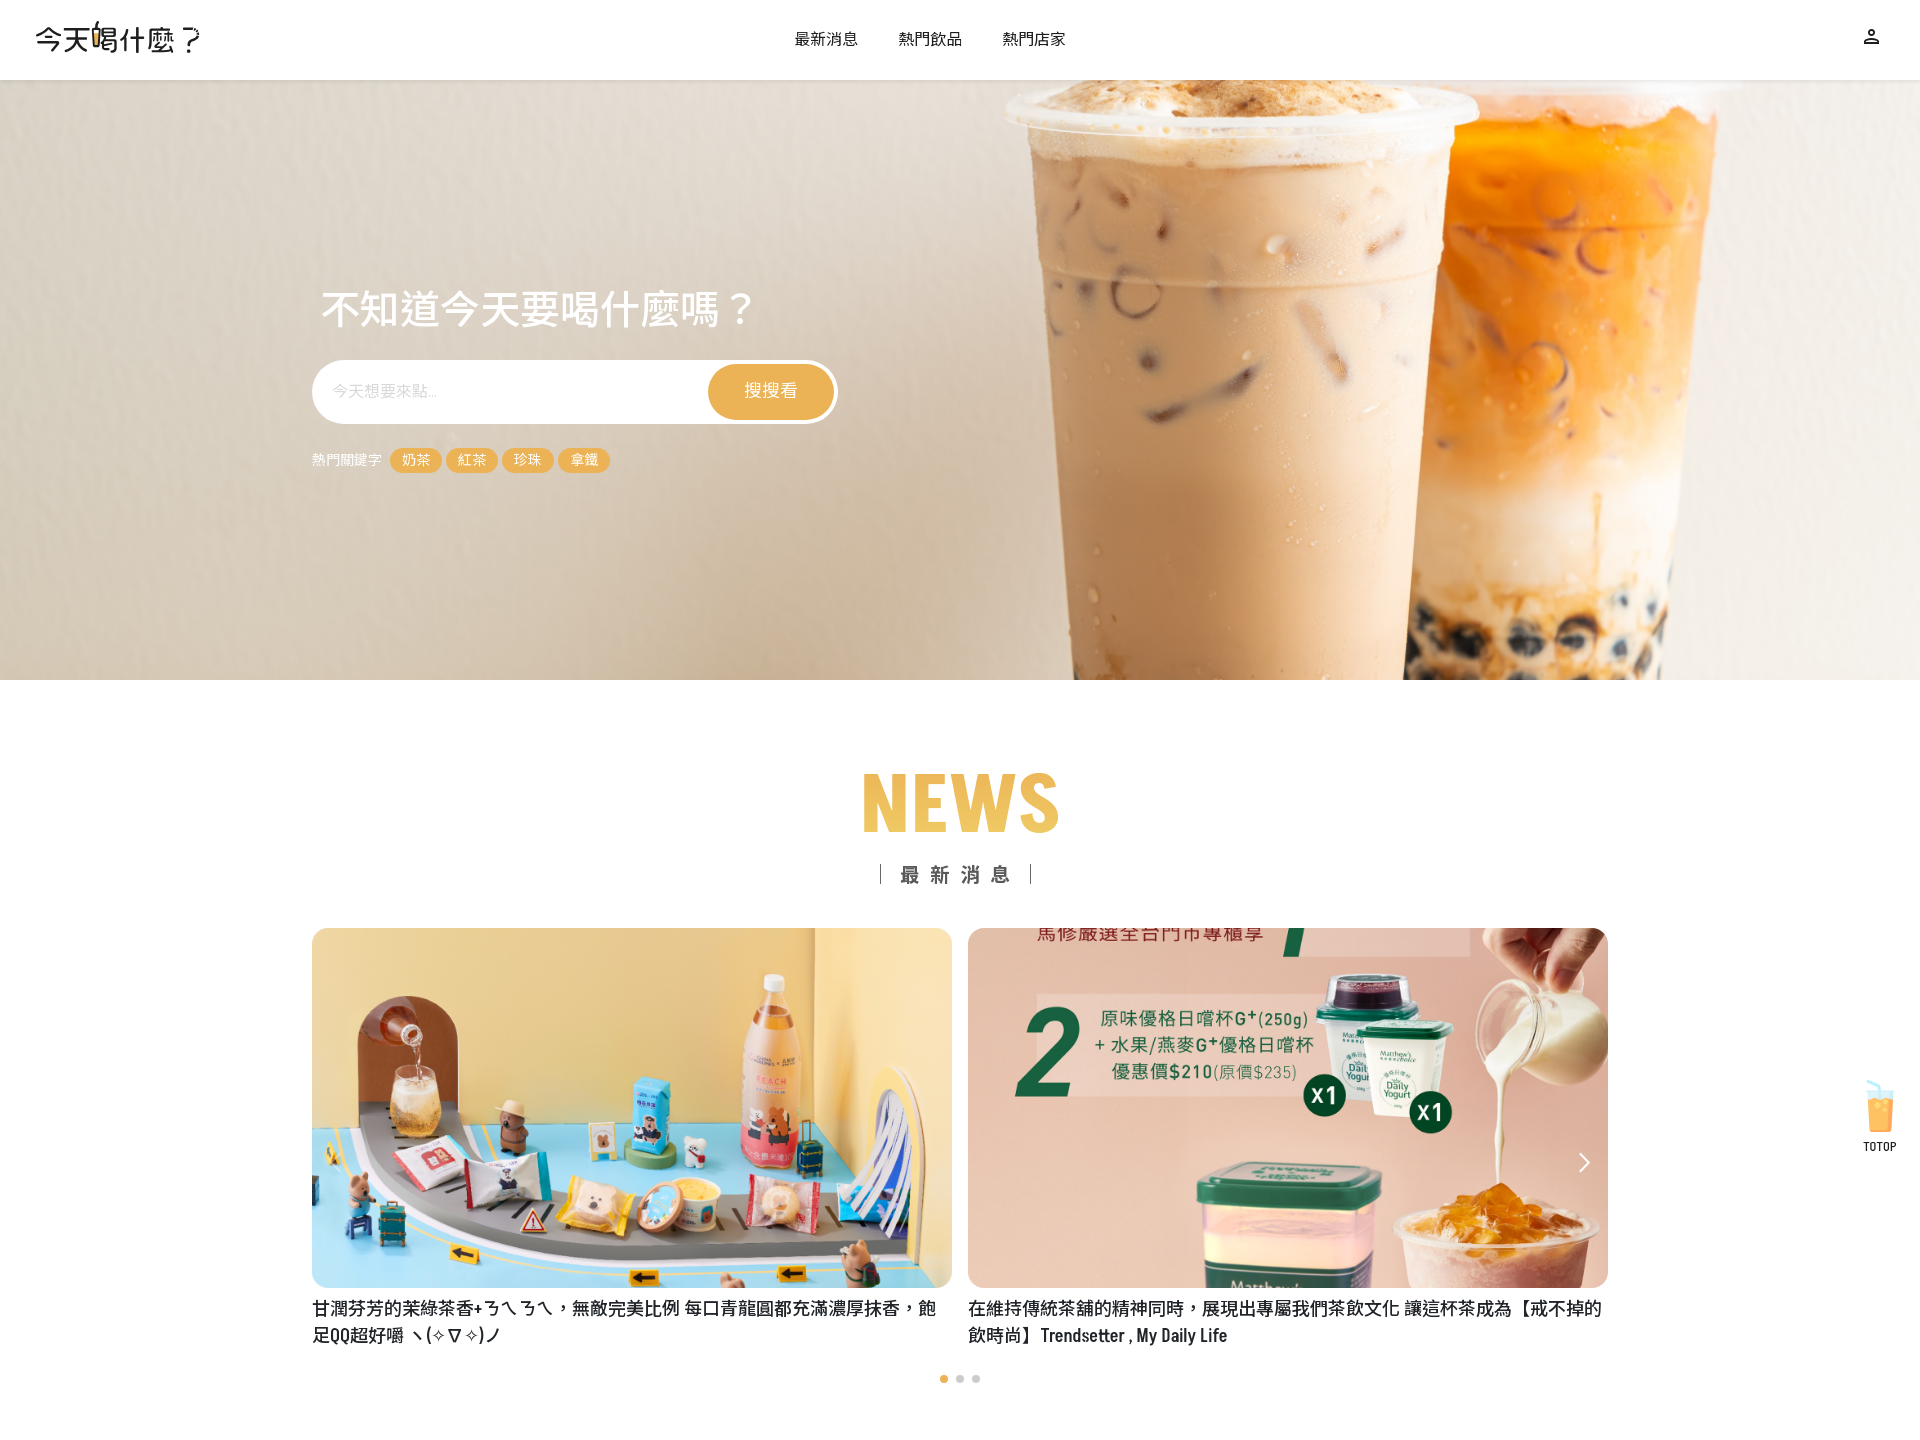 今天喝什麼？
最新消息
熱門飲品
熱門店家
不知道今天要喝什麼嗎？
今天想要來點...
搜搜看
熱門關鍵字
奶茶
紅茶
珍珠
拿鐵
NEWS
最新消息
REACH
馬修嚴選全台門市專櫃享
2
原味優格日嚐杯G+(250g)
+ 水果/燕麥G+優格日嚐杯
優惠價$210(原價$235)
x1
x1
Matthew's
choice
Daily
Yogurt
Matthew's
甘潤芬芳的茉綠茶香+ㄋㄟㄋㄟ，無敵完美比例 每口青龍圓都充滿濃厚抹香，飽
足QQ超好嚼 ヽ(✧∇✧)ノ
在維持傳統茶舖的精神同時，展現出專屬我們茶飲文化 讓這杯茶成為【戒不掉的
飲時尚】Trendsetter , My Daily Life
TOTOP